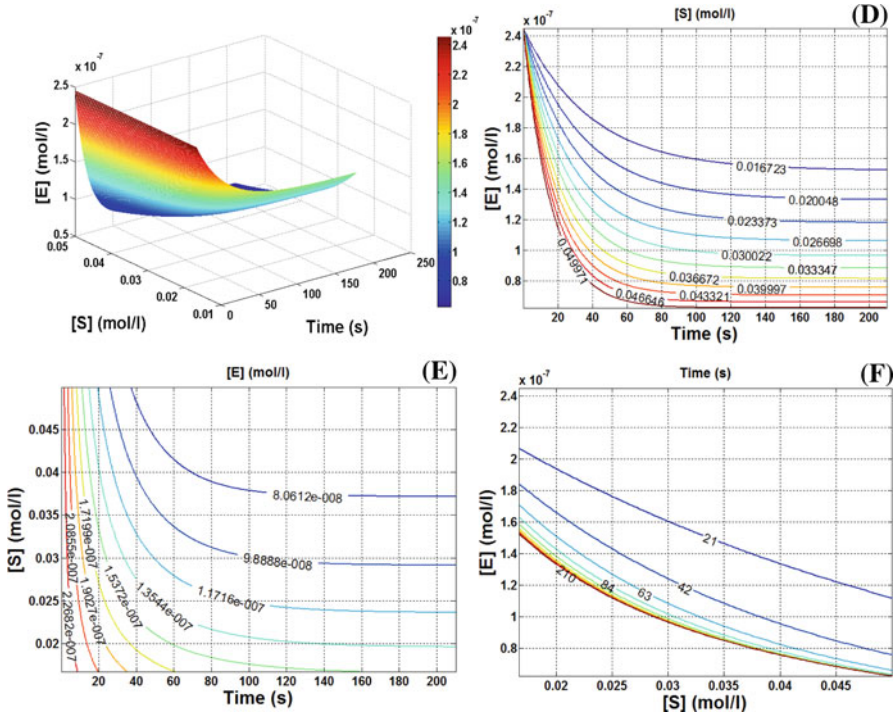 x 10⁻⁷
2.5
2
1.5
1
0.5
[E] (mol/l)
0.05
0.04
0.03
0.02
0.01
[S] (mol/l)
0
50
100
150
200
250
Time (s)
x 10⁻⁷
2.4
2.2
2
1.8
1.6
1.4
1.2
1
0.8
(D)
[S] (mol/l)
x 10⁻⁷
2.4
2.2
2
1.8
1.6
1.4
1.2
1
0.8
[E] (mol/l)
0.016723
0.020048
0.023373
0.026698
0.030022
0.033347
0.036672
0.039997
0.043321
0.046646
0.049971
20 40 60 80 100 120 140 160 180 200
Time (s)
(E)
[E] (mol/l)
0.045
0.04
0.035
0.03
0.025
0.02
[S] (mol/l)
8.0612e-008
9.8888e-008
1.1716e-007
1.3544e-007
1.5372e-007
1.7199e-007
1.9027e-007
2.0855e-007
2.2682e-007
20 40 60 80 100 120 140 160 180 200
Time (s)
(F)
Time (s)
x 10⁻⁷
2.4
2.2
2
1.8
1.6
1.4
1.2
1
0.8
[E] (mol/l)
21
42
63
84
210
0.02 0.025 0.03 0.035 0.04 0.045
[S] (mol/l)